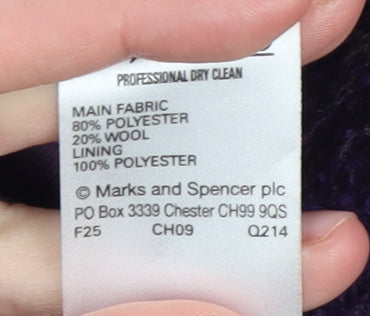 PROFESSIONAL DRY CLEAN
MAIN FABRIC
80% POLYESTER
20% WOOL
LINING
100% POLYESTER
© Marks and Spencer plc
PO Box 3339 Chester CH99 9QS
F25 CH09 Q214